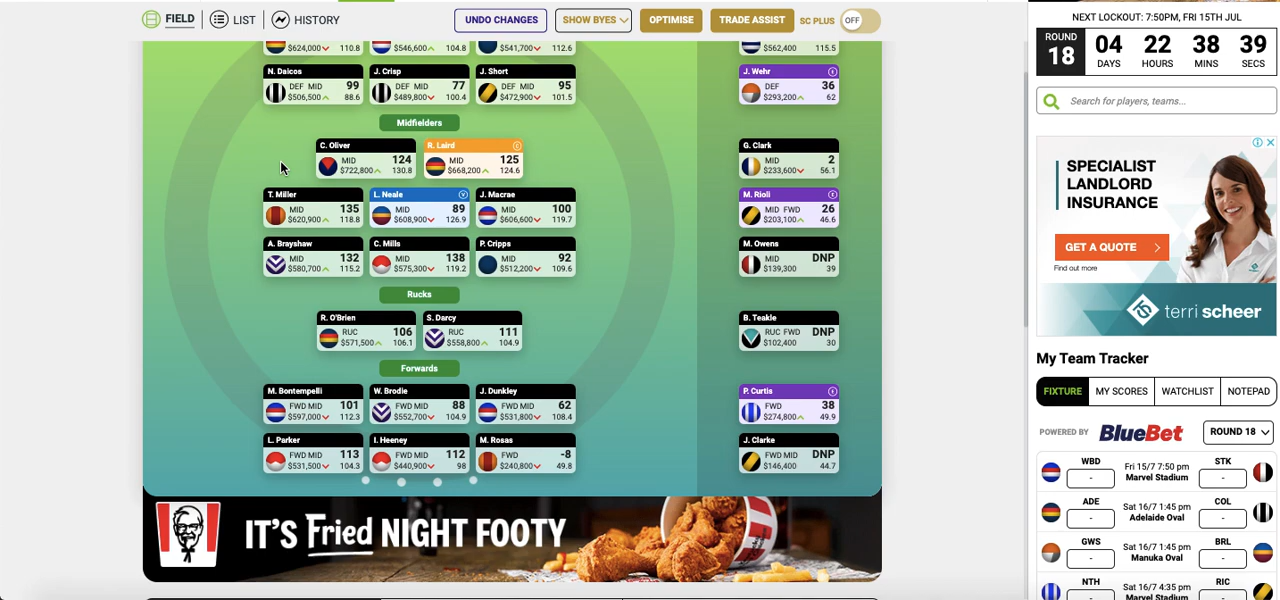 FIELD
LIST
HISTORY
UNDO CHANGES
SHOW BYES
OPTIMISE
TRADE ASSIST
SC PLUS
OFF
$624,000 110.8
$546,600 104.8
$541,700 112.6
$562,400 115.5
N. Daicos
DEF MID 99
$506,500 88.6
J. Crisp
DEF MID 77
$489,800 100.4
J. Short
DEF MID 95
$472,900 101.5
J. Wehr E
DEF 36
$293,200 62
Midfielders
C. Oliver
MID 124
$722,800 130.8
R. Laird C
MID 125
$668,200 124.6
G. Clark
MID 2
$233,600 56.1
T. Miller
MID 135
$620,900 118.8
L. Neale V
MID 89
$608,900 126.9
J. Macrae
MID 100
$606,600 119.7
M. Rioli E
MID FWD 26
$203,100 46.6
A. Brayshaw
MID 132
$580,700 115.2
C. Mills
MID 138
$575,300 119.2
P. Cripps
MID 92
$512,200 109.6
M. Owens
MID DNP
$139,300 39
Rucks
R. O'Brien
RUC 106
$571,500 106.1
S. Darcy
RUC 111
$558,800 104.9
B. Teakle
RUC FWD DNP
$102,400 30
Forwards
M. Bontempelli
FWD MID 101
$597,000 112.3
W. Brodie
FWD MID 88
$552,700 104.9
J. Dunkley
FWD MID 62
$531,800 108.4
P. Curtis E
FWD 38
$274,800 49.9
L. Parker
FWD MID 113
$531,500 104.3
I. Heeney
FWD MID 112
$440,900 98
M. Rosas
FWD -8
$240,800 49.8
J. Clarke
FWD MID DNP
$146,400 44.7
KFC
IT'S Fried NIGHT FOOTY
NEXT LOCKOUT: 7:50PM, FRI 15TH JUL
ROUND 18
04 22 38 39
DAYS HOURS MINS SECS
Search for players, teams...
SPECIALIST
LANDLORD
INSURANCE
GET A QUOTE
Find out more
terri scheer
My Team Tracker
FIXTURE MY SCORES WATCHLIST NOTEPAD
POWERED BY BlueBet ROUND 18
WBD Fri 15/7 7:50 pm STK
- Marvel Stadium -
ADE Sat 16/7 1:45 pm COL
- Adelaide Oval -
GWS Sat 16/7 1:45 pm BRL
- Manuka Oval -
NTH Sat 16/7 4:35 pm RIC
Marvel Stadium